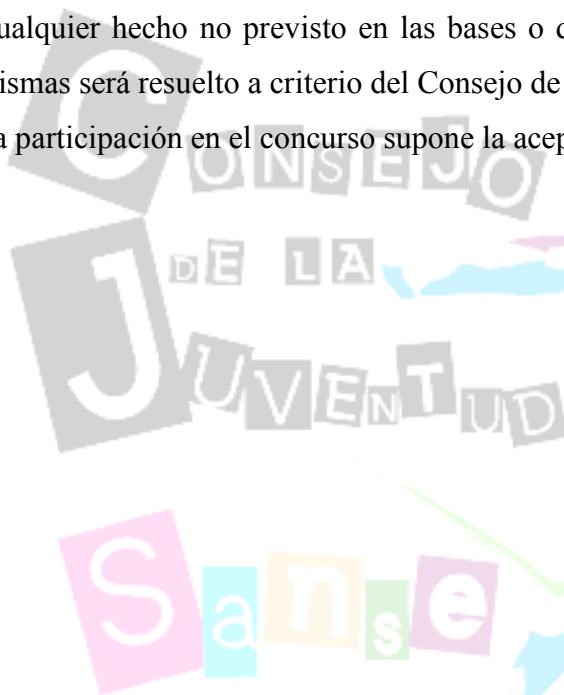 ualquier hecho no previsto en las bases o
ismas será resuelto a criterio del Consejo de
a participación en el concurso supone la
CONSEJO
DE LA
JUVENTUD
Sanse